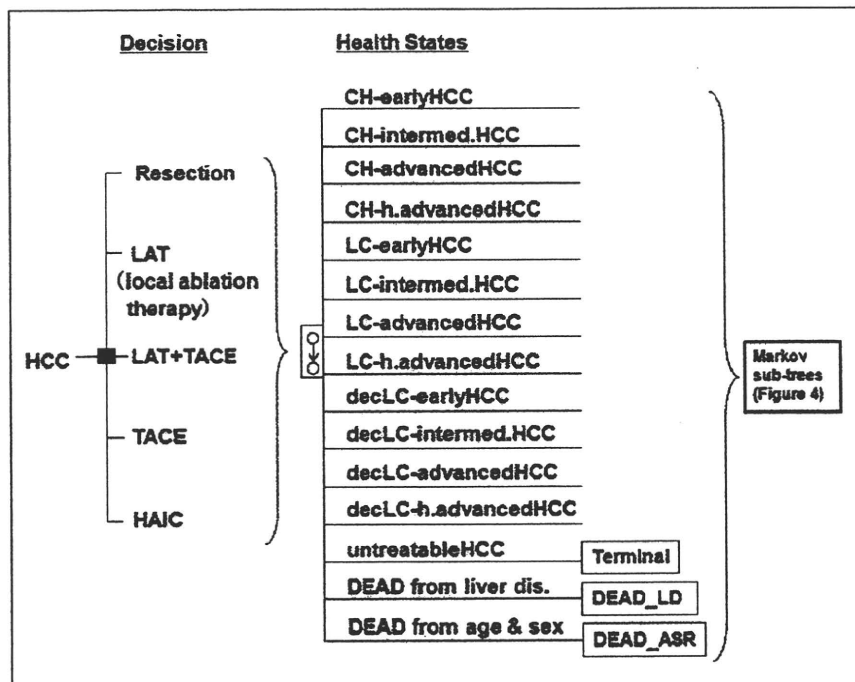 Decision
Health States
HCC
Resection
LAT
(local ablation
therapy)
LAT+TACE
TACE
HAIC
CH-earlyHCC
CH-intermed.HCC
CH-advancedHCC
CH-h.advancedHCC
LC-earlyHCC
LC-intermed.HCC
LC-advancedHCC
LC-h.advancedHCC
decLC-earlyHCC
decLC-intermed.HCC
decLC-advancedHCC
decLC-h.advancedHCC
untreatableHCC
Terminal
DEAD from liver dis.
DEAD_LD
DEAD from age & sex
DEAD_ASR
Markov
sub-trees
(Figure 4)